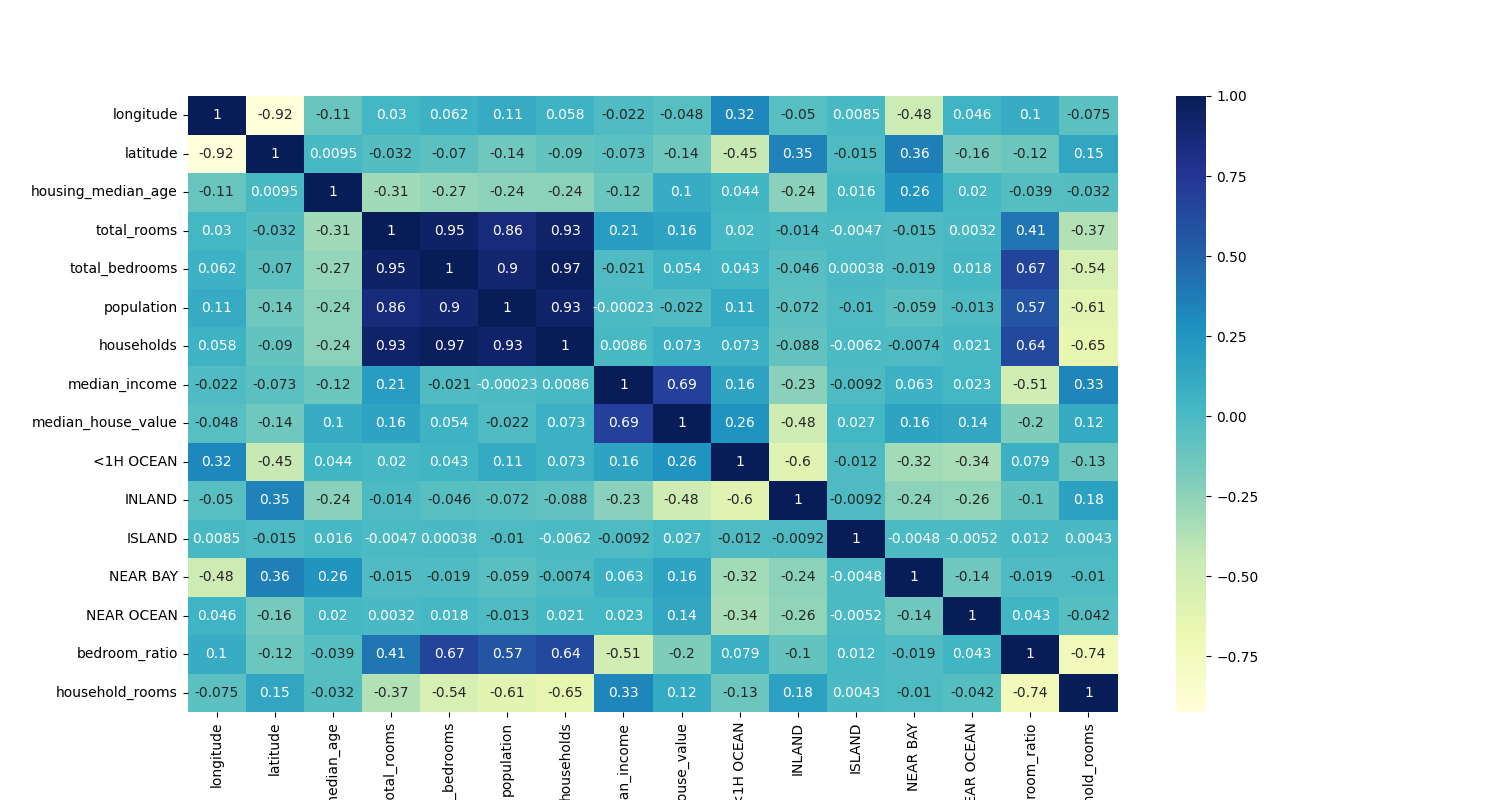 longitude 1 -0.92 -0.11 0.03 0.062 0.11 0.058 -0.022 -0.048 0.32 -0.05 0.0085 -0.48 0.046 0.1 -0.075
latitude -0.92 1 0.0095 -0.032 -0.07 -0.14 -0.09 -0.073 -0.14 -0.45 0.35 -0.015 0.36 -0.16 -0.12 0.15
housing_median_age -0.11 0.0095 1 -0.31 -0.27 -0.24 -0.24 -0.12 0.1 0.044 -0.24 0.016 0.26 0.02 -0.039 -0.032
total_rooms 0.03 -0.032 -0.31 1 0.95 0.86 0.93 0.21 0.16 0.02 -0.014 -0.0047 -0.015 0.0032 0.41 -0.37
total_bedrooms 0.062 -0.07 -0.27 0.95 1 0.9 0.97 -0.021 0.054 0.043 -0.046 0.00038 -0.019 0.018 0.67 -0.54
population 0.11 -0.14 -0.24 0.86 0.9 1 0.93 -0.00023 -0.022 0.11 -0.072 -0.01 -0.059 -0.013 0.57 -0.61
households 0.058 -0.09 -0.24 0.93 0.97 0.93 1 0.0086 0.073 0.073 -0.088 -0.0062 -0.0074 0.021 0.64 -0.65
median_income -0.022 -0.073 -0.12 0.21 -0.021 -0.00023 0.0086 1 0.69 0.16 -0.23 -0.0092 0.063 0.023 -0.51 0.33
median_house_value -0.048 -0.14 0.1 0.16 0.054 -0.022 0.073 0.69 1 0.26 -0.48 0.027 0.16 0.14 -0.2 0.12
<1H OCEAN 0.32 -0.45 0.044 0.02 0.043 0.11 0.073 0.16 0.26 1 -0.6 -0.012 -0.32 -0.34 0.079 -0.13
INLAND -0.05 0.35 -0.24 -0.014 -0.046 -0.072 -0.088 -0.23 -0.48 -0.6 1 -0.0092 -0.24 -0.26 -0.1 0.18
ISLAND 0.0085 -0.015 0.016 -0.0047 0.00038 -0.01 -0.0062 -0.0092 0.027 -0.012 -0.0092 1 -0.0048 -0.0052 0.012 0.0043
NEAR BAY -0.48 0.36 0.26 -0.015 -0.019 -0.059 -0.0074 0.063 0.16 -0.32 -0.24 -0.0048 1 -0.14 -0.019 -0.01
NEAR OCEAN 0.046 -0.16 0.02 0.0032 0.018 -0.013 0.021 0.023 0.14 -0.34 -0.26 -0.0052 -0.14 1 0.043 -0.042
bedroom_ratio 0.1 -0.12 -0.039 0.41 0.67 0.57 0.64 -0.51 -0.2 0.079 -0.1 0.012 -0.019 0.043 1 -0.74
household_rooms -0.075 0.15 -0.032 -0.37 -0.54 -0.61 -0.65 0.33 0.12 -0.13 0.18 0.0043 -0.01 -0.042 -0.74 1
longitude
latitude
median_age
otal_rooms
_bedrooms
population
households
an_income
ouse_value
<1H OCEAN
INLAND
ISLAND
NEAR BAY
EAR OCEAN
room_ratio
hold_rooms
1.00
0.75
0.50
0.25
0.00
−0.25
−0.50
−0.75